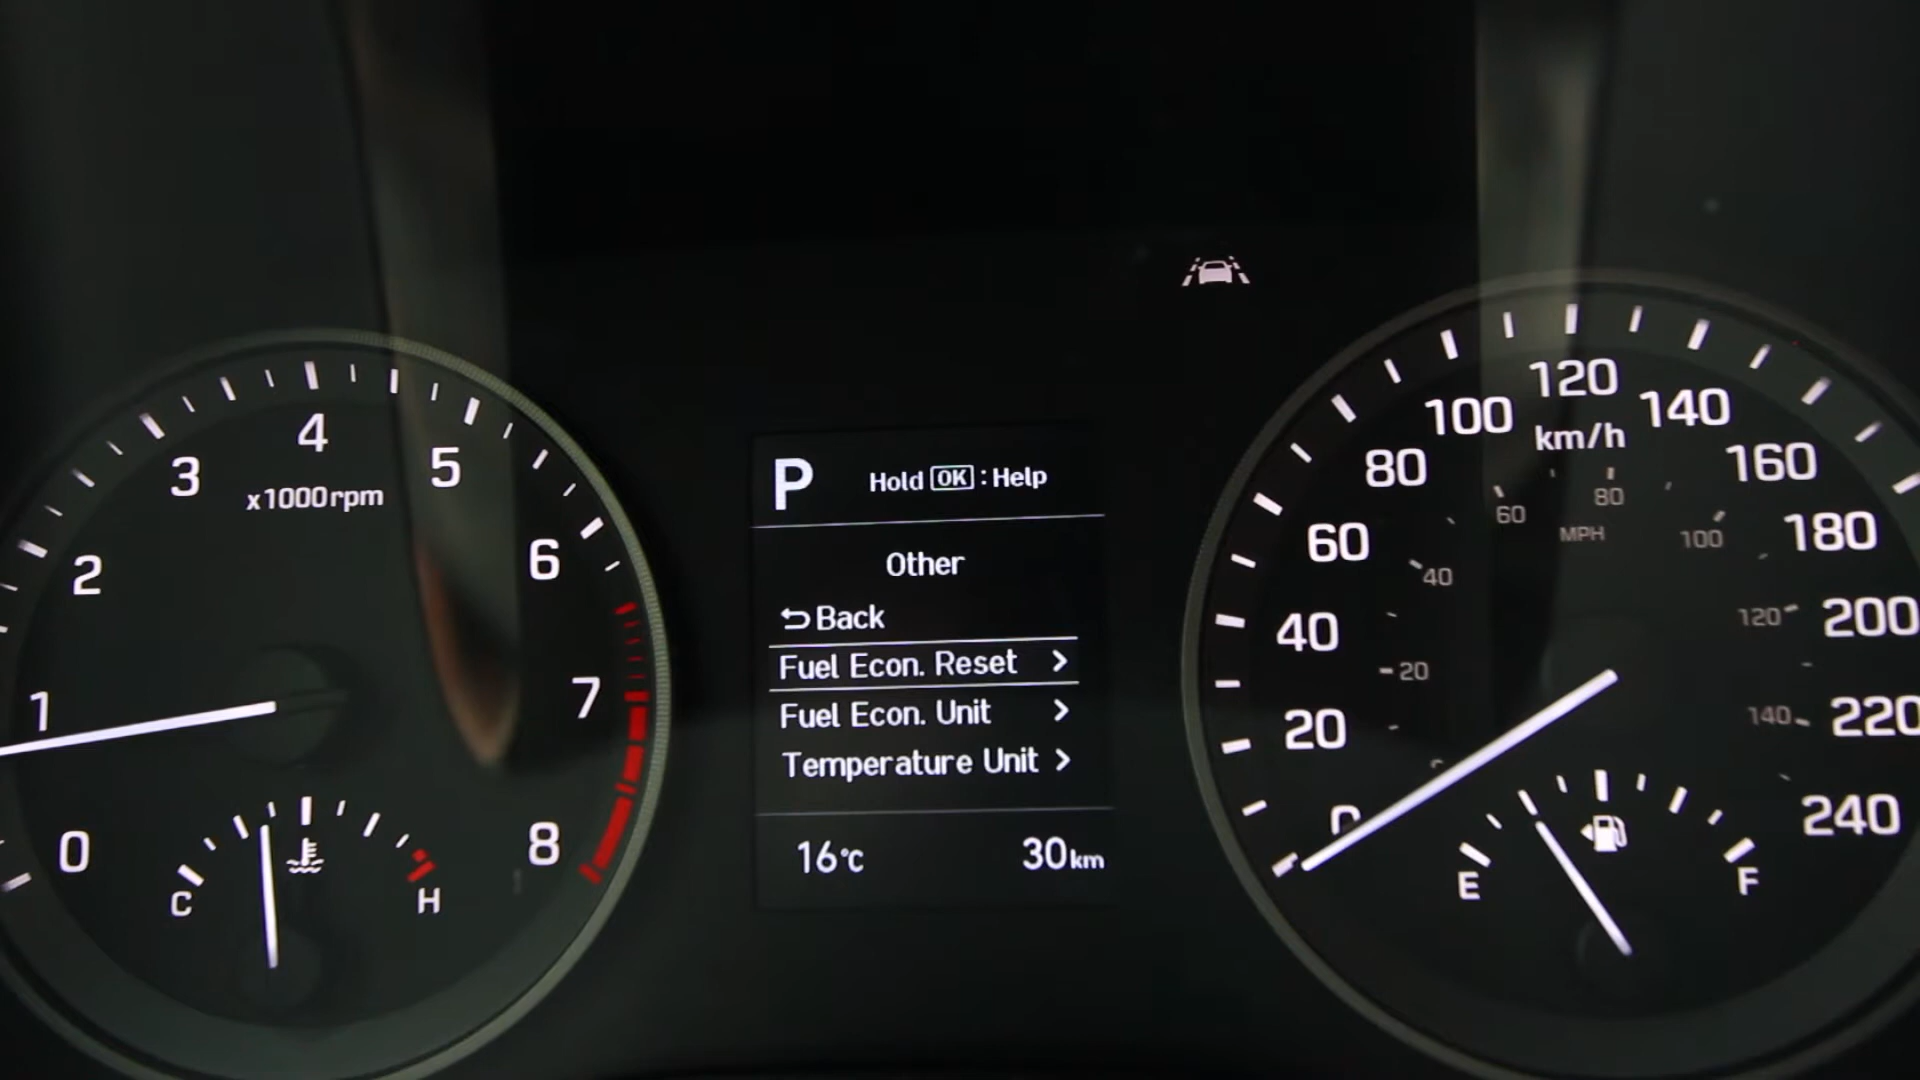 0
1
2
3
4
5
6
7
8
x1000rpm
C
H
P
Hold OK : Help
Other
Back
Fuel Econ. Reset >
Fuel Econ. Unit >
Temperature Unit >
16°C
30km
0
20
40
60
80
100
120
140
160
180
200
220
240
km/h
20
40
60
80
100
120
140
MPH
E
F